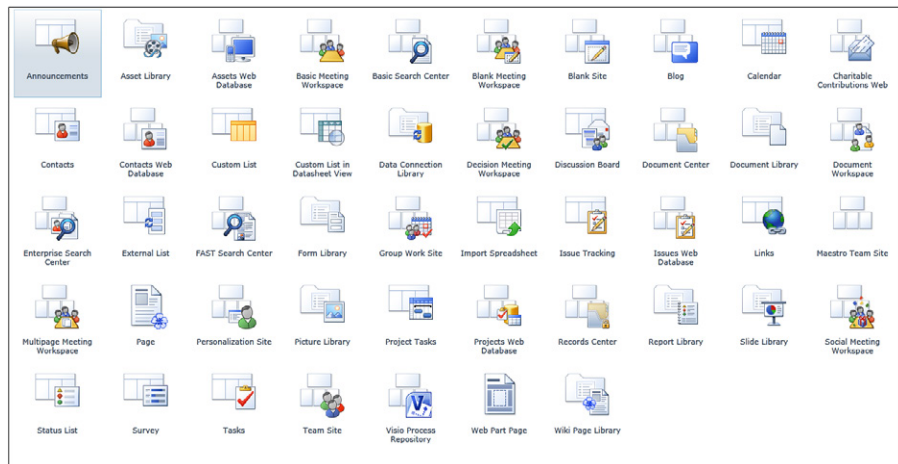 Announcements
Asset Library
Assets Web
Database
Basic Meeting
Workspace
Basic Search Center
Blank Meeting
Workspace
Blank Site
Blog
Calendar
Charitable
Contributions Web
Contacts
Contacts Web
Database
Custom List
Custom List in
Datasheet View
Data Connection
Library
Decision Meeting
Workspace
Discussion Board
Document Center
Document Library
Document
Workspace
Enterprise Search
Center
External List
FAST Search Center
Form Library
Group Work Site
Import Spreadsheet
Issue Tracking
Issues Web
Database
Links
Maestro Team Site
Multipage Meeting
Workspace
Page
Personalization Site
Picture Library
Project Tasks
Projects Web
Database
Records Center
Report Library
Slide Library
Social Meeting
Workspace
Status List
Survey
Tasks
Team Site
Visio Process
Repository
Web Part Page
Wiki Page Library